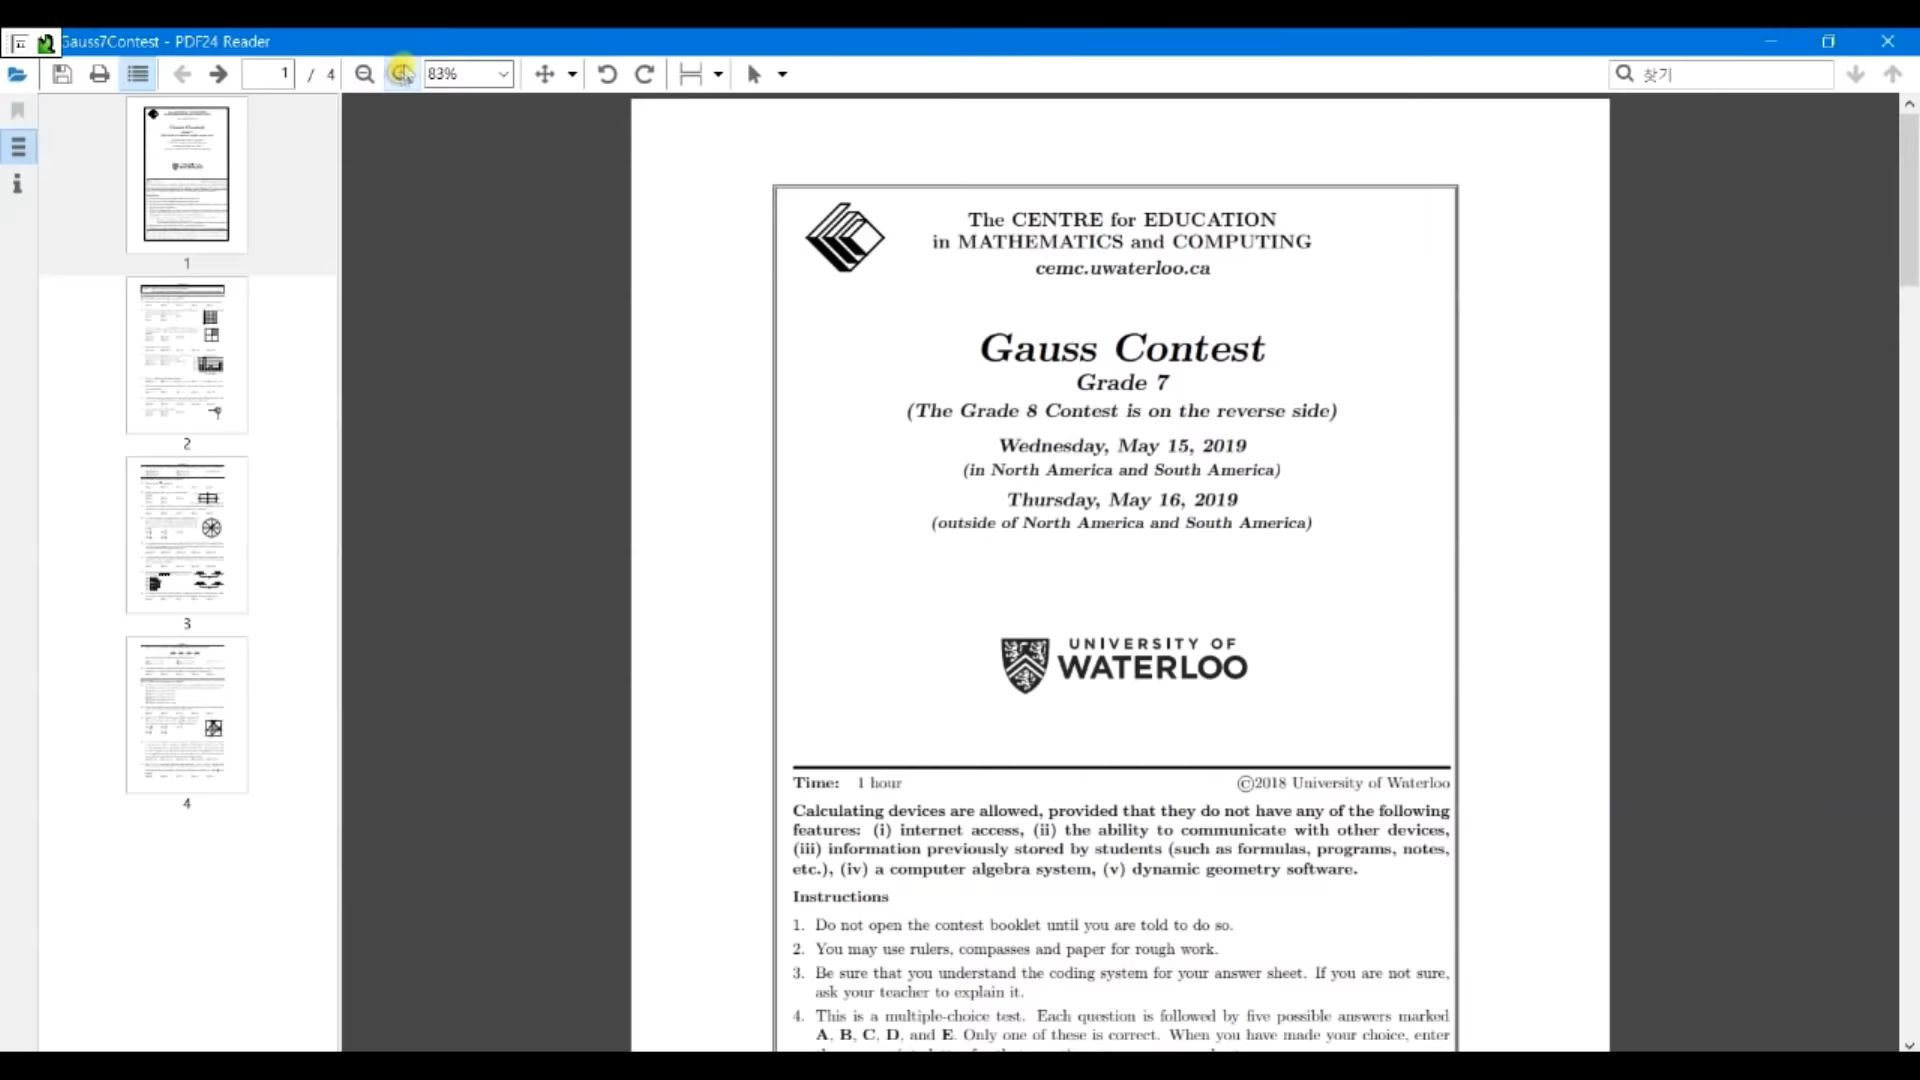 Gauss7Contest - PDF24 Reader
1 / 4
83%
찾기
1
2
3
4
The CENTRE for EDUCATION
in MATHEMATICS and COMPUTING
cemc.uwaterloo.ca
Gauss Contest
Grade 7
(The Grade 8 Contest is on the reverse side)
Wednesday, May 15, 2019
(in North America and South America)
Thursday, May 16, 2019
(outside of North America and South America)
UNIVERSITY OF
WATERLOO
Time: 1 hour
©2018 University of Waterloo
Calculating devices are allowed, provided that they do not have any of the following
features: (i) internet access, (ii) the ability to communicate with other devices,
(iii) information previously stored by students (such as formulas, programs, notes,
etc.), (iv) a computer algebra system, (v) dynamic geometry software.
Instructions
1. Do not open the contest booklet until you are told to do so.
2. You may use rulers, compasses and paper for rough work.
3. Be sure that you understand the coding system for your answer sheet. If you are not sure,
ask your teacher to explain it.
4. This is a multiple-choice test. Each question is followed by five possible answers marked
A, B, C, D, and E. Only one of these is correct. When you have made your choice, enter